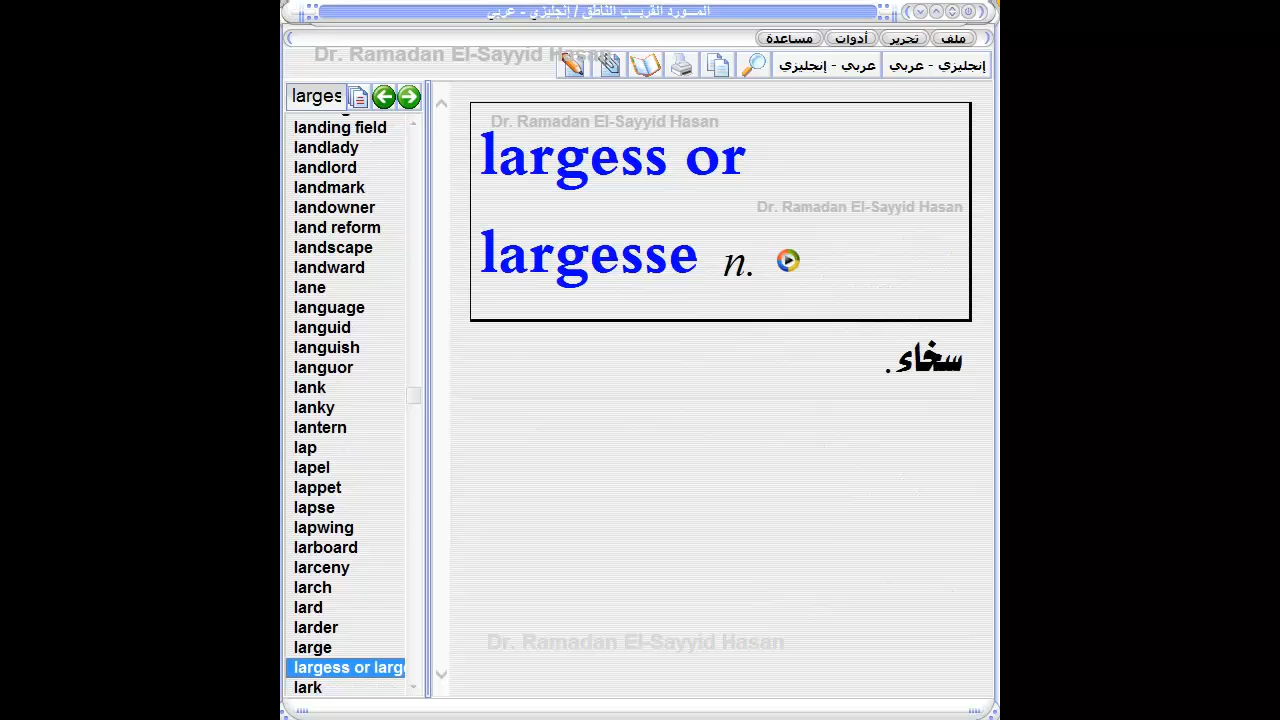 المــورد القريــب الناطق / إنجليزي - عربي
ملف
تحرير
أدوات
مساعدة
Dr. Ramadan El-Sayyid Hasan
إنجليزي - عربي
عربي - إنجليزي
larges
landing field
landlady
landlord
landmark
landowner
land reform
landscape
landward
lane
language
languid
languish
languor
lank
lanky
lantern
lap
lapel
lappet
lapse
lapwing
larboard
larceny
larch
lard
larder
large
largess or large
lark
Dr. Ramadan El-Sayyid Hasan
largess or
Dr. Ramadan El-Sayyid Hasan
largesse n.
سخاء.
Dr. Ramadan El-Sayyid Hasan